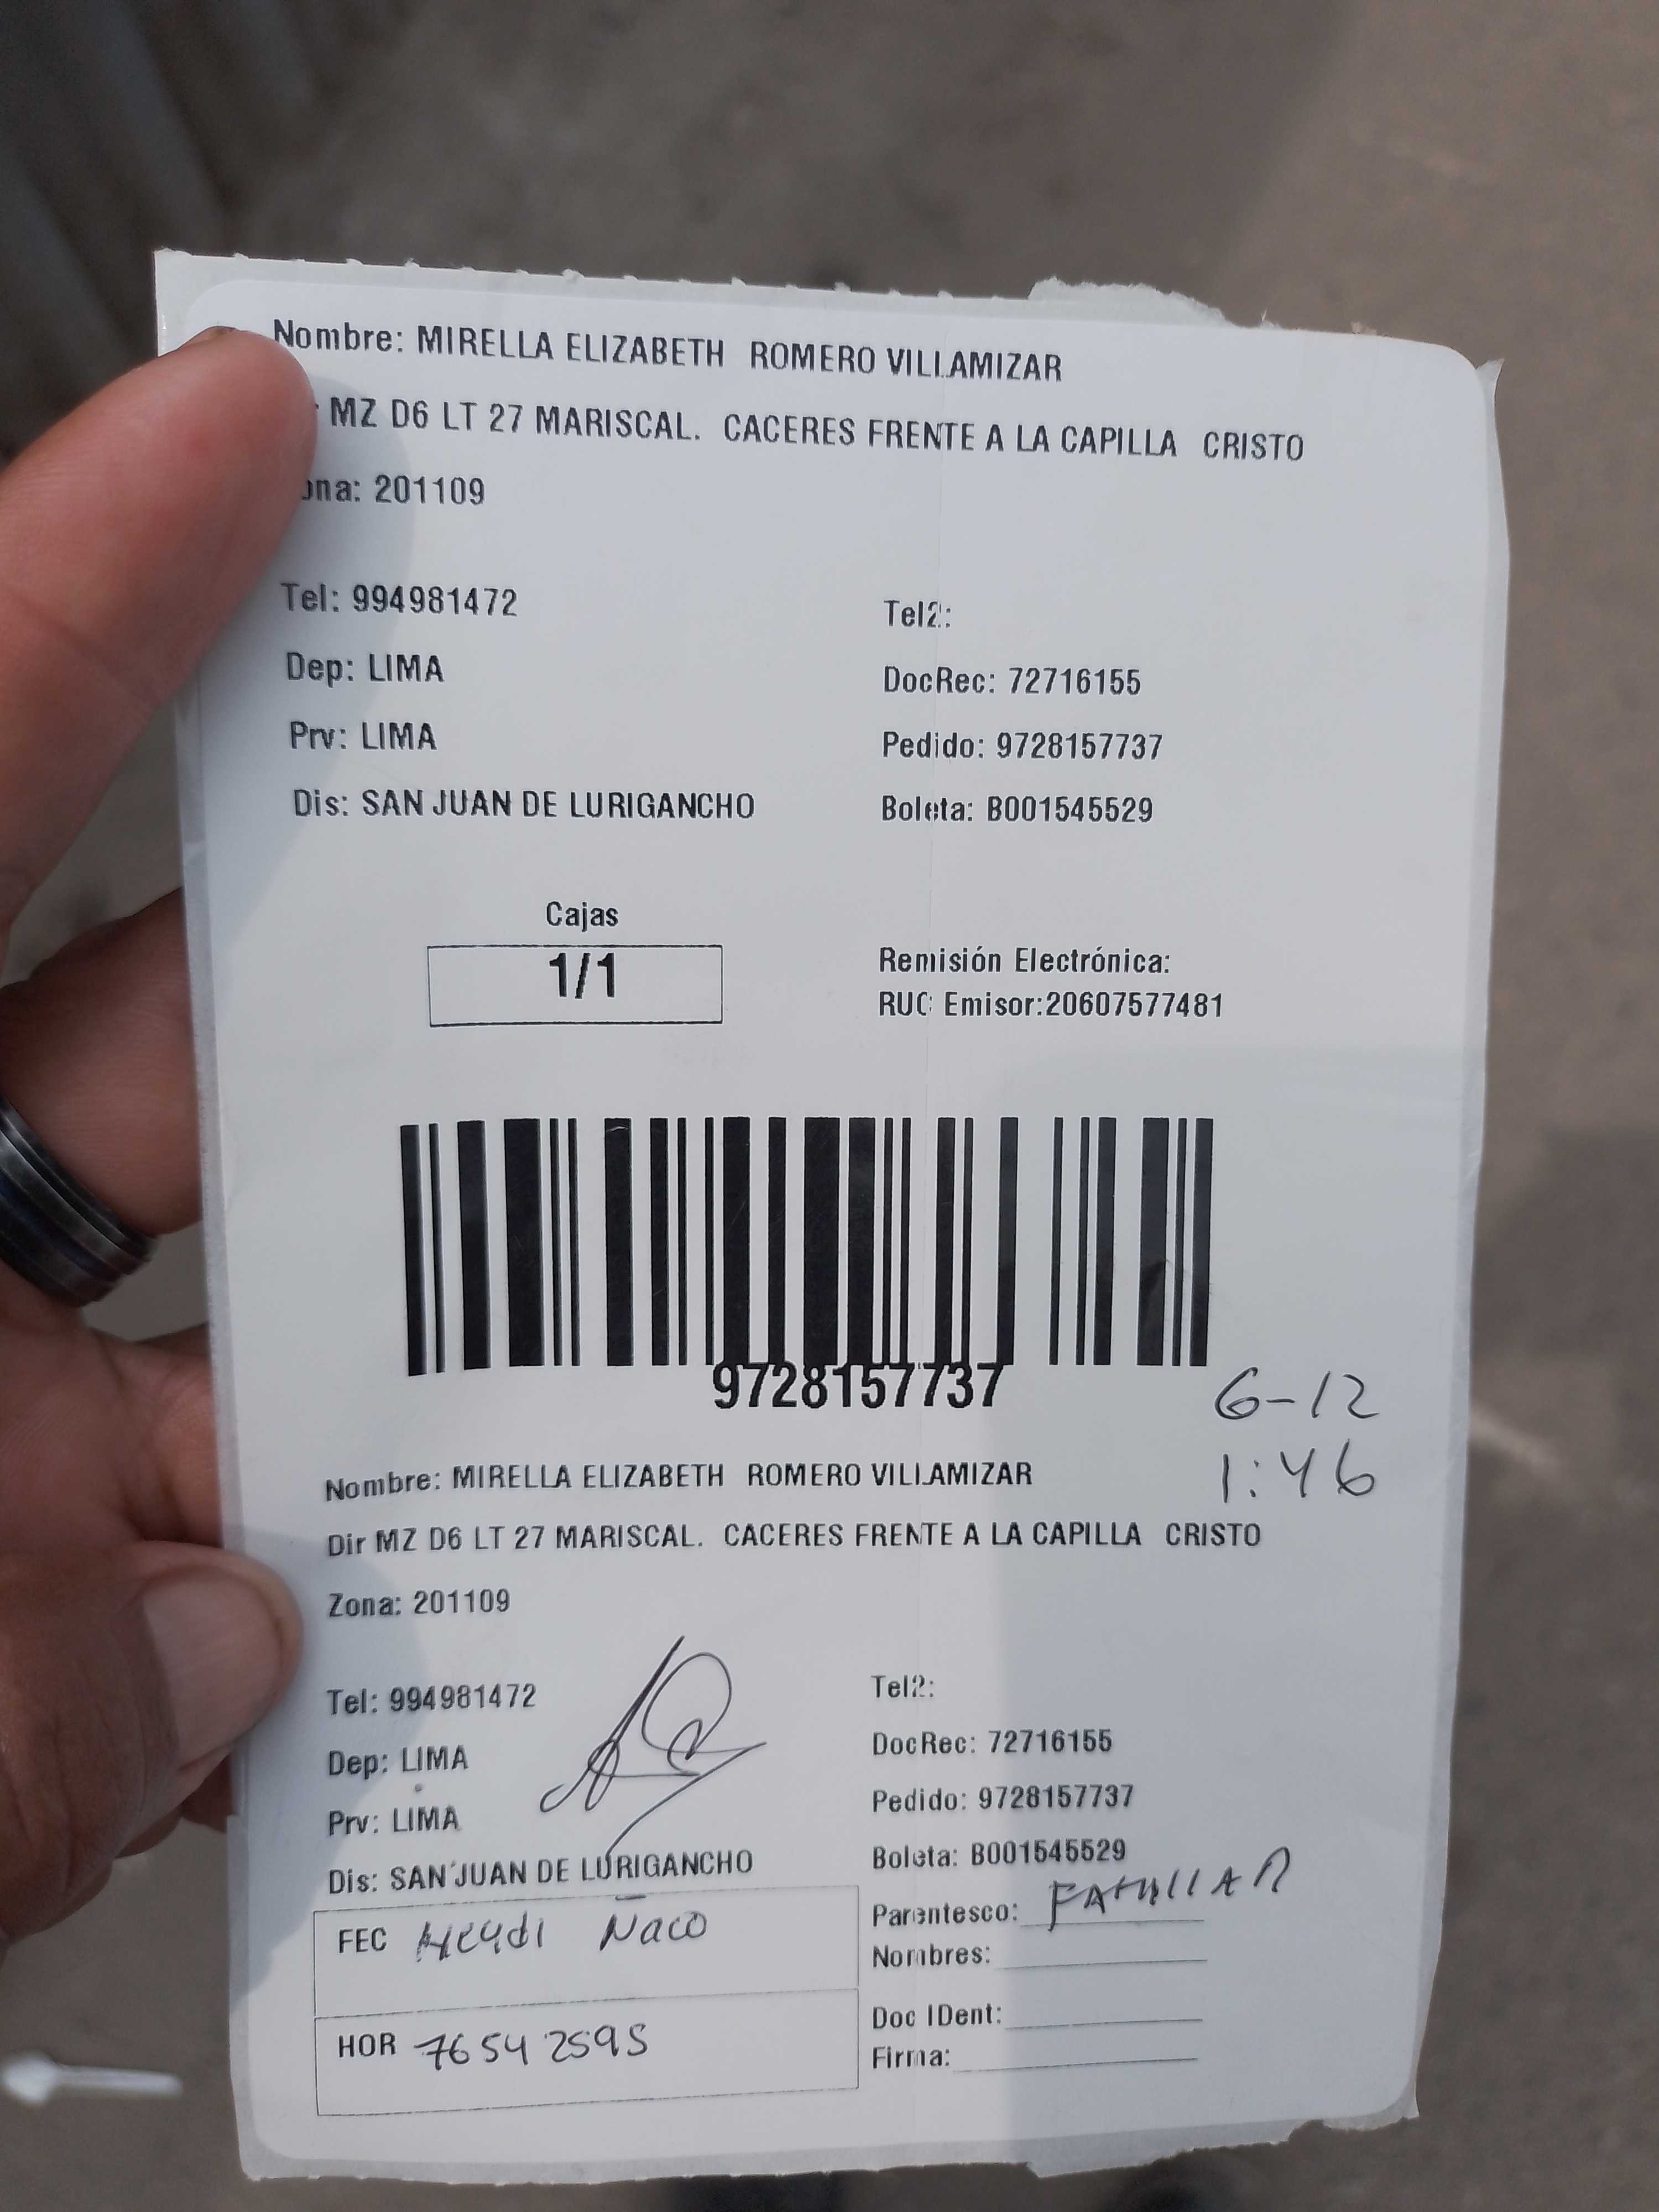 Nombre: MIRELLA ELIZABETH ROMERO VILLAMIZAR
MZ D6 LT 27 MARISCAL. CACERES FRENTE A LA CAPILLA CRISTO
ona: 201109
Tel: 994981472
Tel2:
Dep: LIMA
DocRec: 72716155
Prv: LIMA
Pedido: 9728157737
Dis: SAN JUAN DE LURIGANCHO
Boleta: B001545529
Cajas
1/1
Remisión Electrónica:
RUC Emisor:20607577481
9728157737
6-12
1:46
Nombre: MIRELLA ELIZABETH ROMERO VILLAMIZAR
Dir MZ D6 LT 27 MARISCAL. CACERES FRENTE A LA CAPILLA CRISTO
Zona: 201109
Tel: 994981472
Tel2:
Dep: LIMA
DocRec: 72716155
Prv: LIMA
Pedido: 9728157737
Dis: SAN JUAN DE LURIGANCHO
Boleta: B001545529
Parentesco: FAMILIAR
FEC Heydi Ñaco
Nombres:
Doc IDent:
HOR 76542595
Firma: